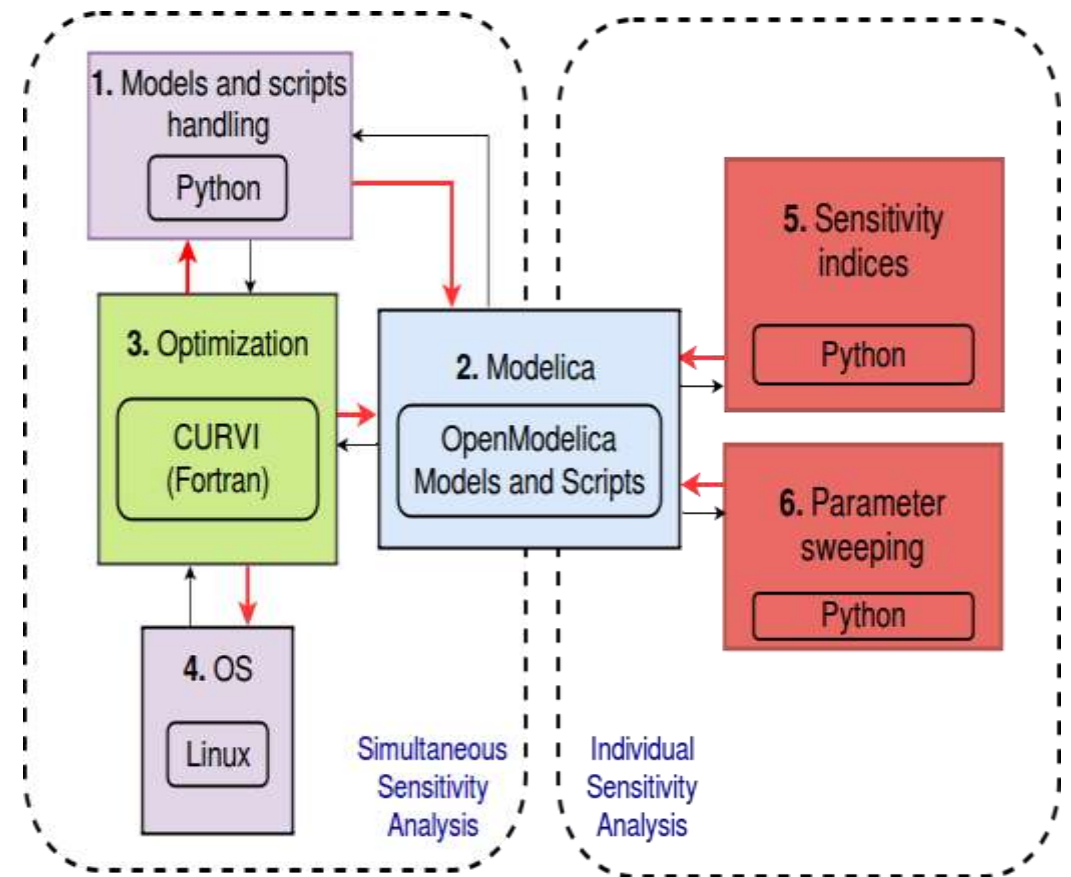 1. Models and scripts
handling
Python
3. Optimization
CURVI
(Fortran)
2. Modelica
OpenModelica
Models and Scripts
4. OS
Linux
Simultaneous
Sensitivity
Analysis
5. Sensitivity
indices
Python
6. Parameter
sweeping
Python
Individual
Sensitivity
Analysis